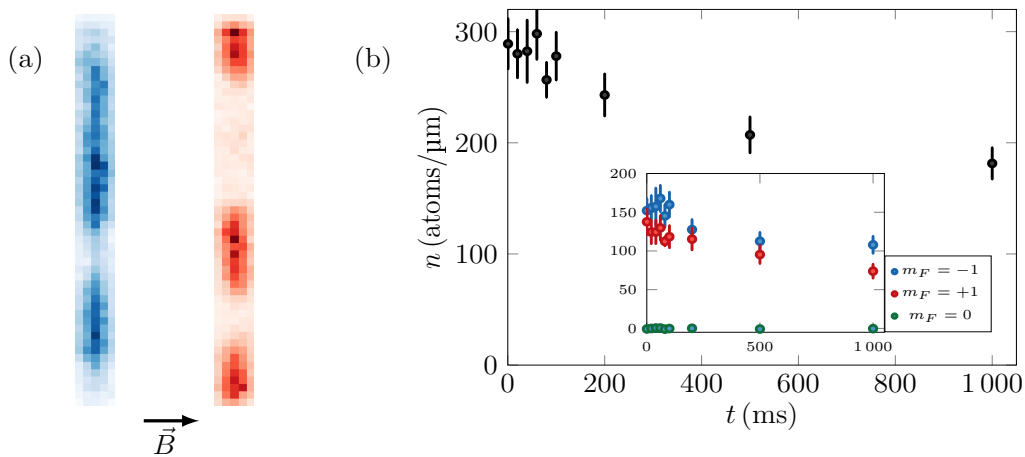 (a)
B⃗
(b)
n (atoms/µm)
300
200
100
0
0 200 400 600 800 1 000
t (ms)
200
150
100
50
0
0 500 1 000
m_F = −1
m_F = +1
m_F = 0